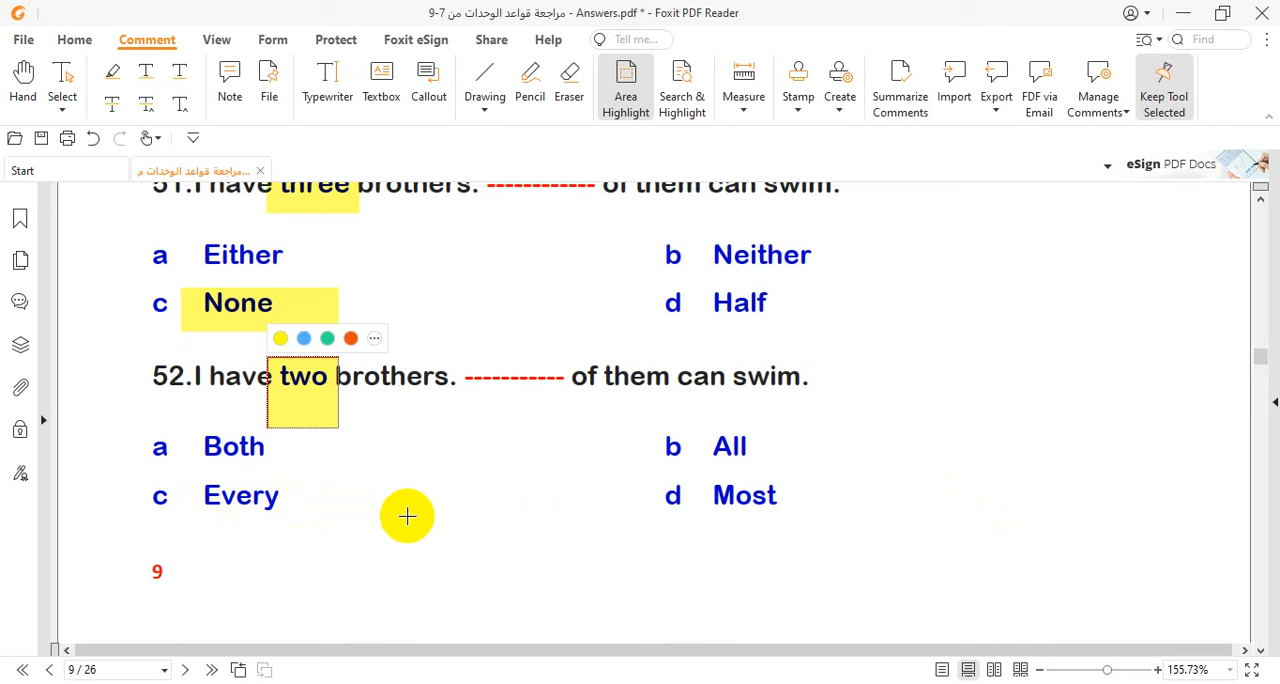 مراجعة قواعد الوحدات من 7-9 - Answers.pdf * - Foxit PDF Reader
File Home Comment View Form Protect Foxit eSign Share Help Tell me... Find
Hand Select Note File Typewriter Textbox Callout Drawing Pencil Eraser Area Highlight Search & Highlight Measure Stamp Create Summarize Comments Import Export FDF via Email Manage Comments Keep Tool Selected
Start
مراجعة قواعد الوحدات م...
eSign PDF Docs
51.I have three brothers. ------------ of them can swim.
a Either b Neither
c None d Half
52.I have two brothers. ----------- of them can swim.
a Both b All
c Every d Most
9
9 / 26 155.73%